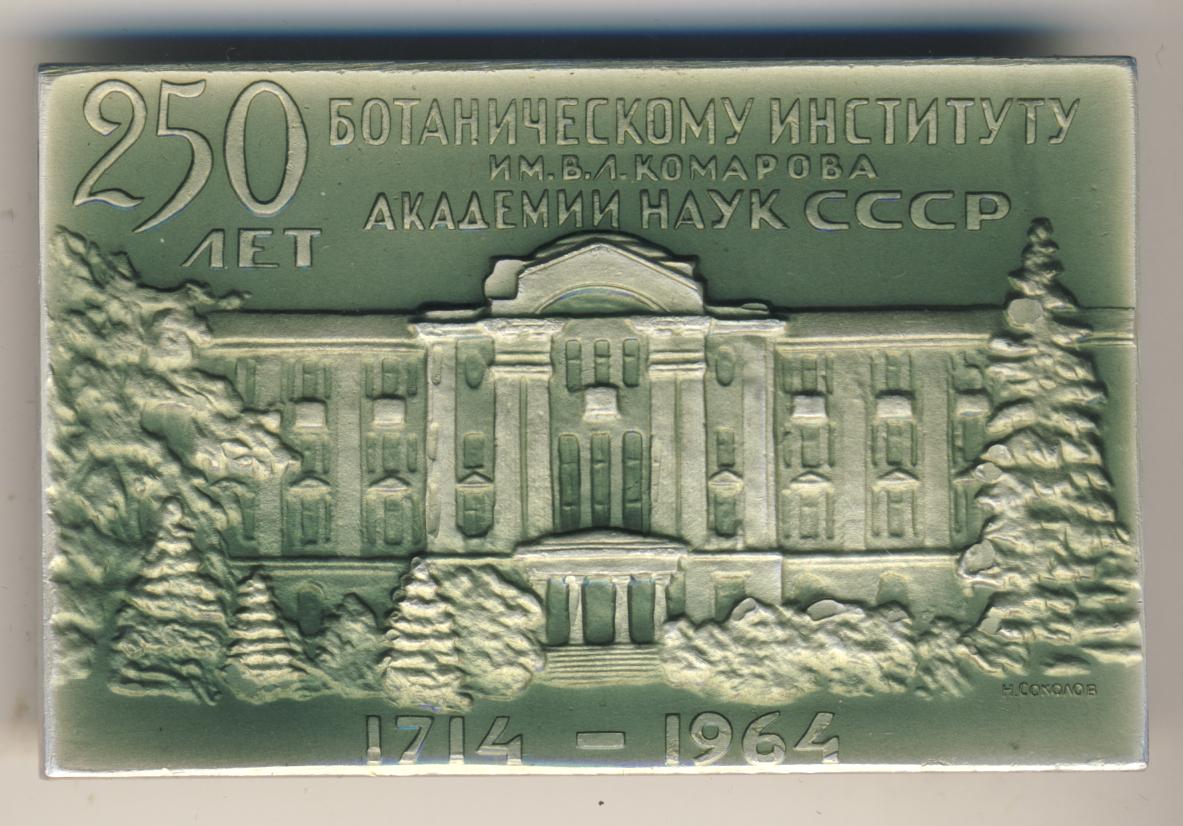 250 ЛЕТ
БОТАНИЧЕСКОМУ ИНСТИТУТУ
ИМ. В.Л. КОМАРОВА
АКАДЕМИИ НАУК СССР
Н. СОКОЛОВ
1714 – 1964